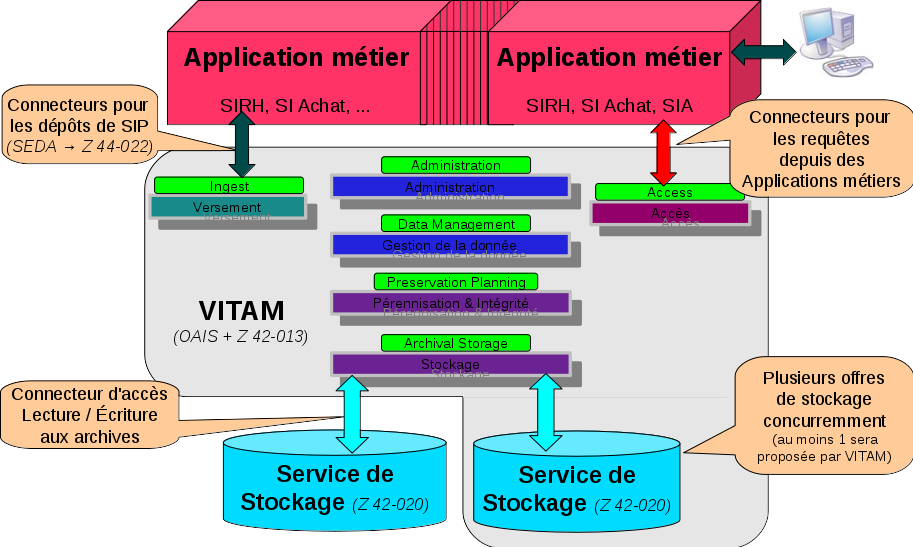 Application métier
SIRH, SI Achat, ...
Application métier
SIRH, SI Achat, SIA
Connecteurs pour
les dépôts de SIP
(SEDA → Z 44-022)
Connecteurs pour
les requêtes
depuis des
Applications métiers
Ingest
Versement
Administration
Administration
Data Management
Gestion de la donnée
Preservation Planning
Pérennisation & Intégrité
Archival Storage
Stockage
Access
Accès
VITAM
(OAIS + Z 42-013)
Connecteur d'accès
Lecture / Écriture
aux archives
Plusieurs offres
de stockage
concurremment
(au moins 1 sera
proposée par VITAM)
Service de
Stockage (Z 42-020)
Service de
Stockage (Z 42-020)